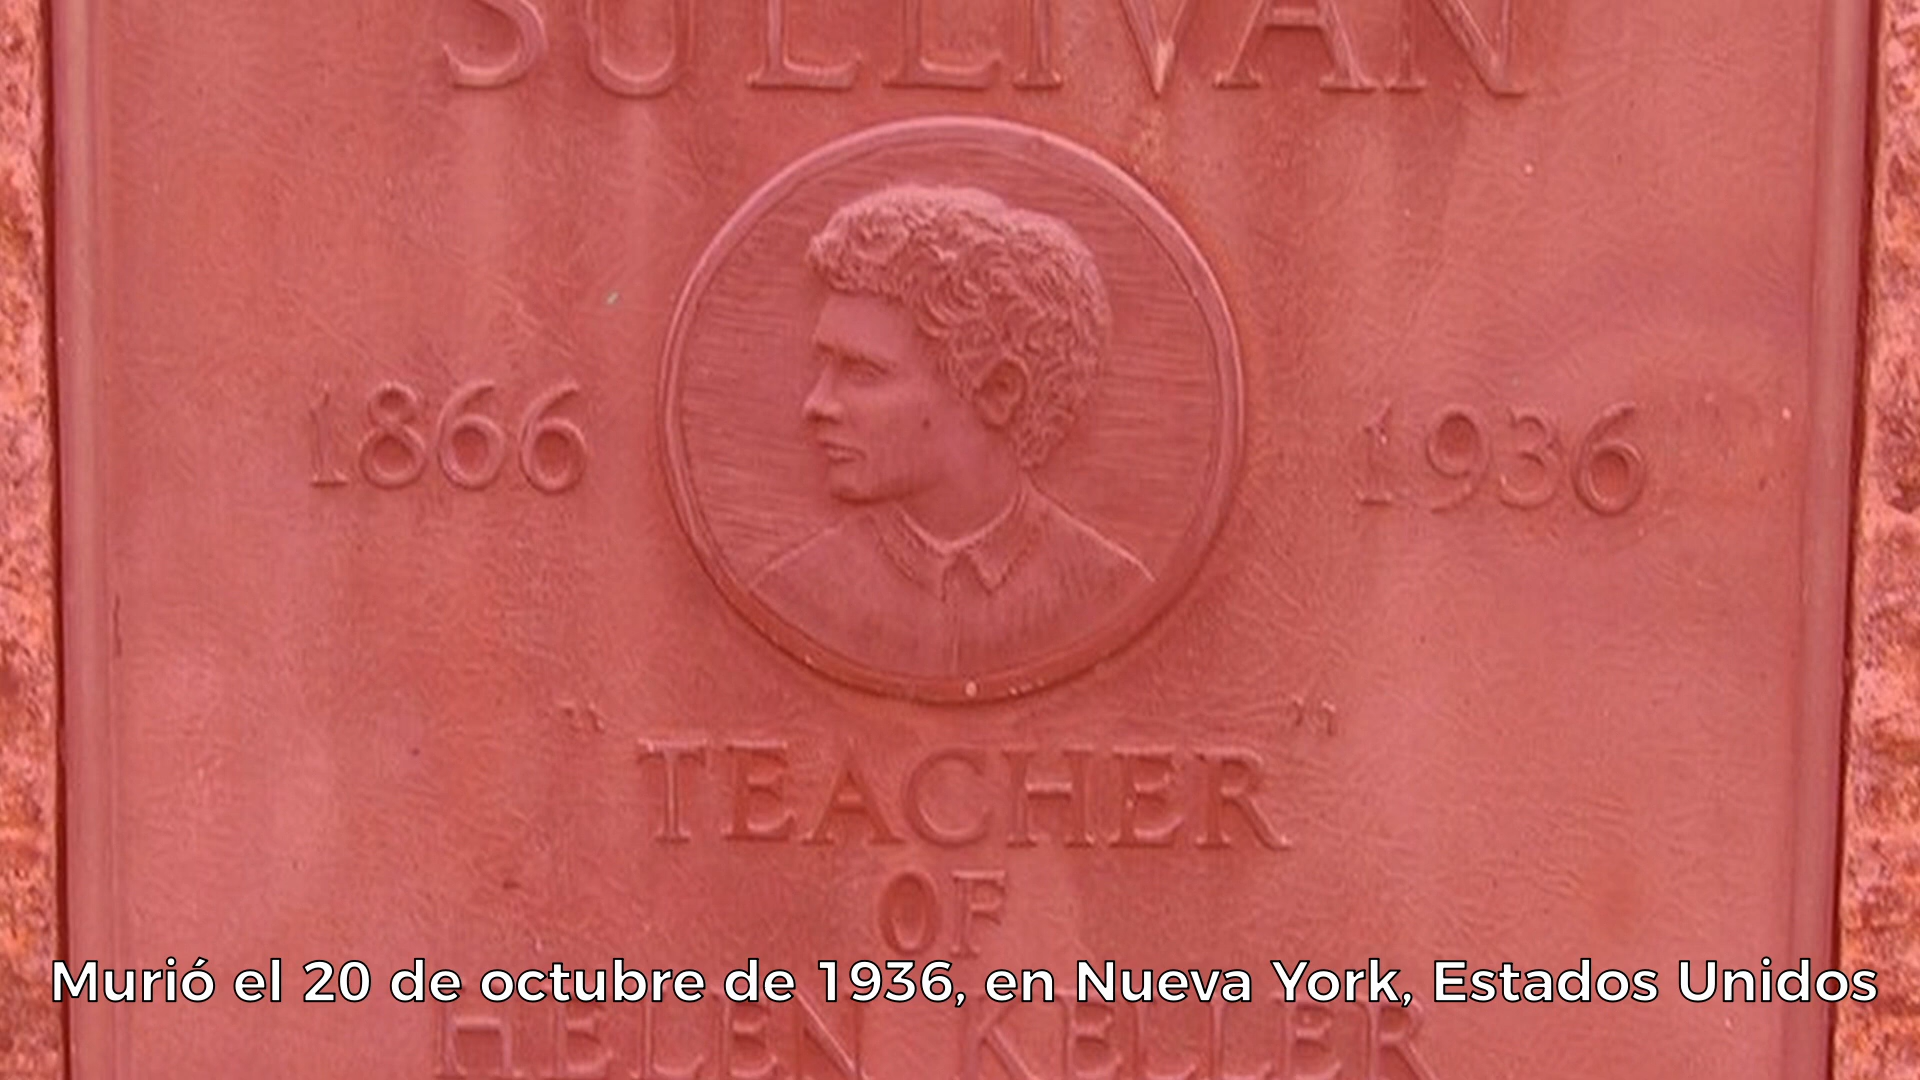 SULLIVAN
1866
1936
"TEACHER"
OF
HELEN KELLER
Murió el 20 de octubre de 1936, en Nueva York, Estados Unidos